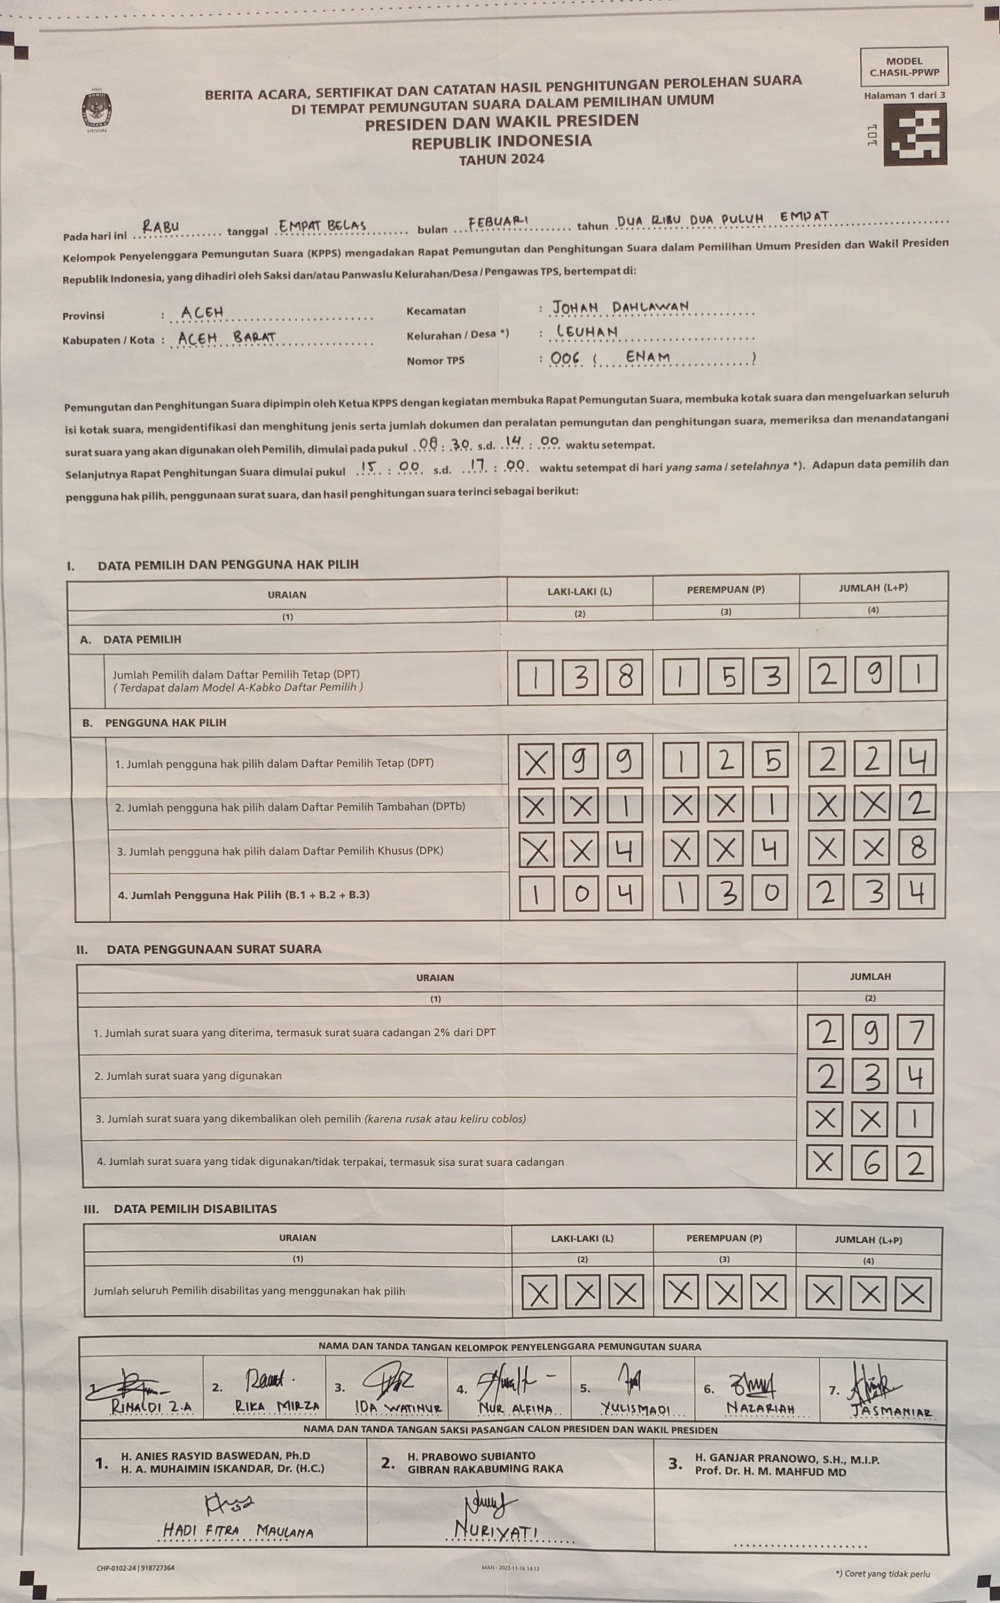 MODEL
C.HASIL-PPWP
Halaman 1 dari 3
101
BERITA ACARA, SERTIFIKAT DAN CATATAN HASIL PENGHITUNGAN PEROLEHAN SUARA
DI TEMPAT PEMUNGUTAN SUARA DALAM PEMILIHAN UMUM
PRESIDEN DAN WAKIL PRESIDEN
REPUBLIK INDONESIA
TAHUN 2024
Pada hari ini RABU tanggal EMPAT BELAS bulan FEBUARI tahun DUA RIBU DUA PULUH EMPAT
Kelompok Penyelenggara Pemungutan Suara (KPPS) mengadakan Rapat Pemungutan dan Penghitungan Suara dalam Pemilihan Umum Presiden dan Wakil Presiden
Republik Indonesia, yang dihadiri oleh Saksi dan/atau Panwaslu Kelurahan/Desa / Pengawas TPS, bertempat di:
Provinsi : ACEH Kecamatan : JOHAN DAHLAWAN
Kabupaten / Kota : ACEH BARAT Kelurahan / Desa *) : LEUHAN
Nomor TPS : 006 ( ENAM )
Pemungutan dan Penghitungan Suara dipimpin oleh Ketua KPPS dengan kegiatan membuka Rapat Pemungutan Suara, membuka kotak suara dan mengeluarkan seluruh
isi kotak suara, mengidentifikasi dan menghitung jenis serta jumlah dokumen dan peralatan pemungutan dan penghitungan suara, memeriksa dan menandatangani
surat suara yang akan digunakan oleh Pemilih, dimulai pada pukul 08 : 30 s.d. 14 : 00 waktu setempat.
Selanjutnya Rapat Penghitungan Suara dimulai pukul 15 : 00 s.d. 17 : 00 waktu setempat di hari yang sama / setelahnya *). Adapun data pemilih dan
pengguna hak pilih, penggunaan surat suara, dan hasil penghitungan suara terinci sebagai berikut:
I. DATA PEMILIH DAN PENGGUNA HAK PILIH
URAIAN LAKI-LAKI (L) PEREMPUAN (P) JUMLAH (L+P)
(1) (2) (3) (4)
A. DATA PEMILIH
Jumlah Pemilih dalam Daftar Pemilih Tetap (DPT) 1 3 8 1 5 3 2 9 1
( Terdapat dalam Model A-Kabko Daftar Pemilih )
B. PENGGUNA HAK PILIH
1. Jumlah pengguna hak pilih dalam Daftar Pemilih Tetap (DPT) X 9 9 1 2 5 2 2 4
2. Jumlah pengguna hak pilih dalam Daftar Pemilih Tambahan (DPTb) X X 1 X X 1 X X 2
3. Jumlah pengguna hak pilih dalam Daftar Pemilih Khusus (DPK) X X 4 X X 4 X X 8
4. Jumlah Pengguna Hak Pilih (B.1 + B.2 + B.3) 1 0 4 1 3 0 2 3 4
II. DATA PENGGUNAAN SURAT SUARA
URAIAN JUMLAH
(1) (2)
1. Jumlah surat suara yang diterima, termasuk surat suara cadangan 2% dari DPT 2 9 7
2. Jumlah surat suara yang digunakan 2 3 4
3. Jumlah surat suara yang dikembalikan oleh pemilih (karena rusak atau keliru coblos) X X 1
4. Jumlah surat suara yang tidak digunakan/tidak terpakai, termasuk sisa surat suara cadangan X 6 2
III. DATA PEMILIH DISABILITAS
URAIAN LAKI-LAKI (L) PEREMPUAN (P) JUMLAH (L+P)
(1) (2) (3) (4)
Jumlah seluruh Pemilih disabilitas yang menggunakan hak pilih X X X X X X X X X
NAMA DAN TANDA TANGAN KELOMPOK PENYELENGGARA PEMUNGUTAN SUARA
1. 2. 3. 4. 5. 6. 7.
RINALDI Z.A RIKA MIRZA IDA WATINUR NUR ALFINA YULISMADI NAZARIAH JASMANIAR
NAMA DAN TANDA TANGAN SAKSI PASANGAN CALON PRESIDEN DAN WAKIL PRESIDEN
1. H. ANIES RASYID BASWEDAN, Ph.D
H. A. MUHAIMIN ISKANDAR, Dr. (H.C.)
2. H. PRABOWO SUBIANTO
GIBRAN RAKABUMING RAKA
3. H. GANJAR PRANOWO, S.H., M.I.P.
Prof. Dr. H. M. MAHFUD MD
HADI FITRA MAULANA NURIYATI
CHP-0102-24 | 918727364
*) Coret yang tidak perlu